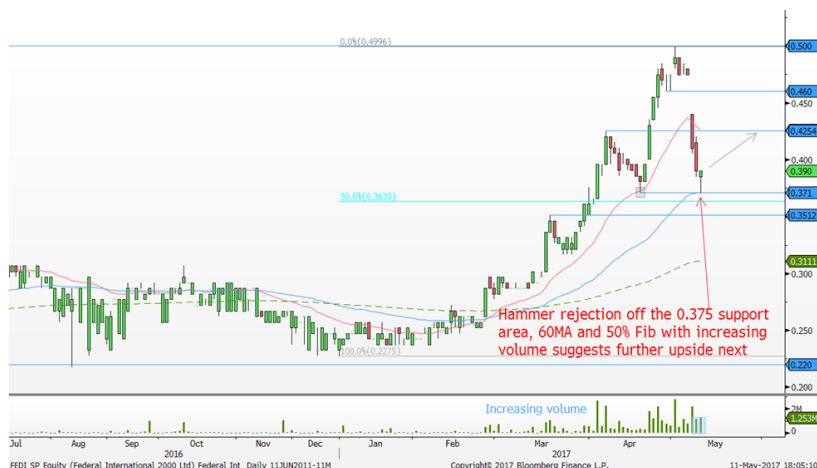 0.0%(0.4996)
0.500
0.460
0.450
0.4254
0.400
0.390
0.371
50.0%(0.3635)
0.3512
0.3111
0.300
Hammer rejection off the 0.375 support
area, 60MA and 50% Fib with increasing
volume suggests further upside next
0.250
100.0%(0.2275)
0.220
0.200
Increasing volume
2M
1.253M
0
Jul Aug Sep Oct Nov Dec Jan Feb Mar Apr May
2016 2017
FEDI SP Equity (Federal International 2000 Ltd) Federal Int Daily 11JUN2011-11M Copyright© 2017 Bloomberg Finance L.P. 11-May-2017 18:05:10